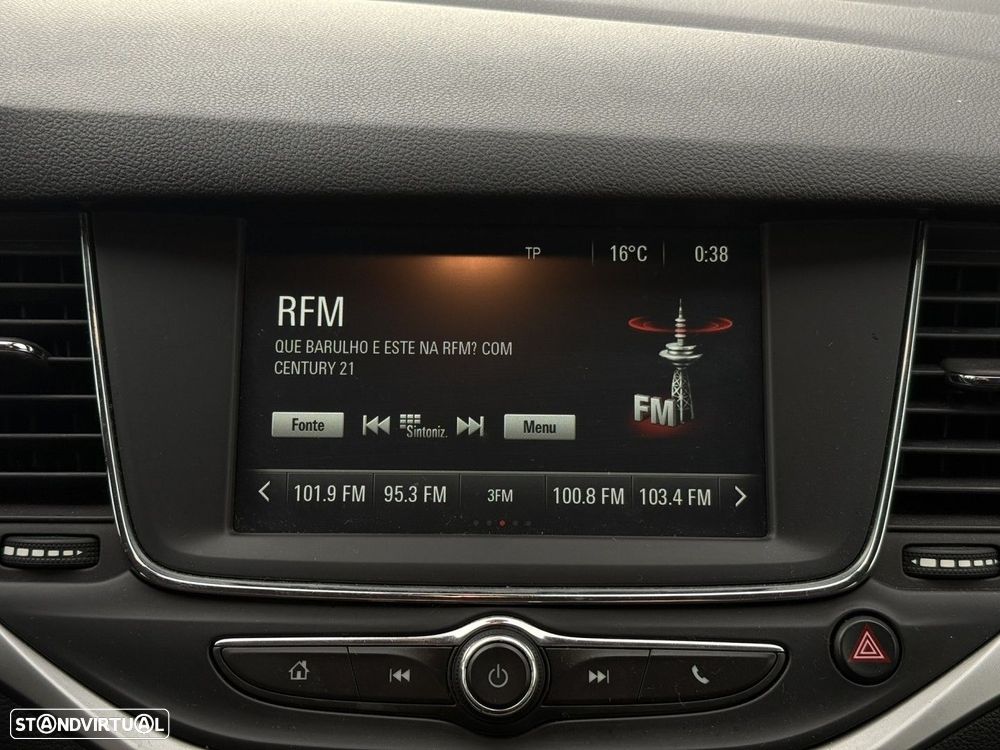 TP 16°C 0:38
RFM
QUE BARULHO E ESTE NA RFM? COM
CENTURY 21
FM
Fonte Sintoniz. Menu
101.9 FM 95.3 FM 3FM 100.8 FM 103.4 FM
STANDVIRTUAL